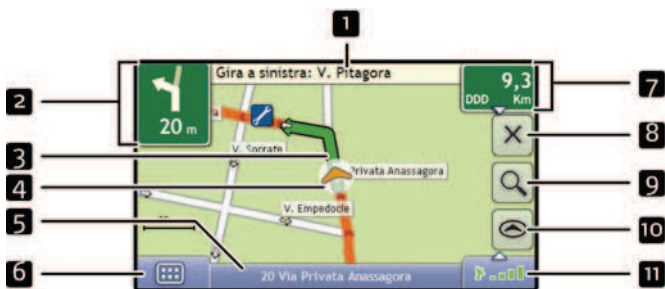 1
Gira a sinistra: V. Pitagora
2
20 m
9,3
DDD Km
7
a
8
3
V. Socrate
Privata Anassagora
9
4
V. Empedocle
5
10
6
20 Via Privata Anassagora
11